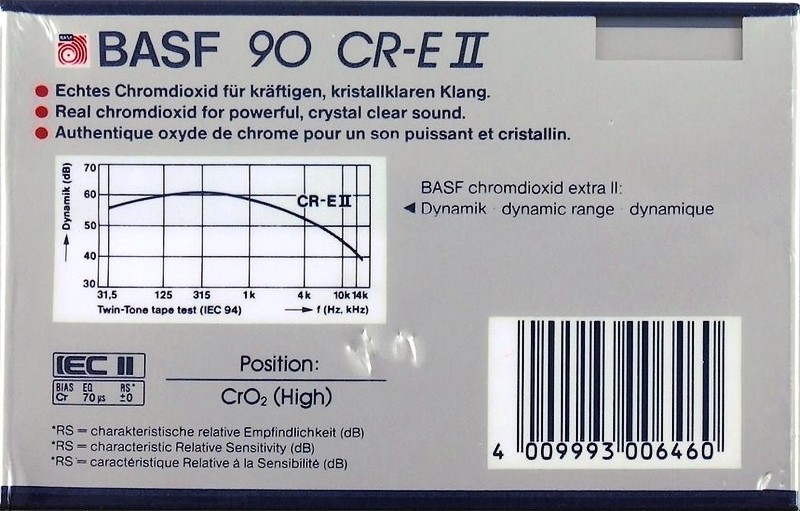 BASF 90 CR-E II
Echtes Chromdioxid für kräftigen, kristallklaren Klang.
Real chromdioxid for powerful, crystal clear sound.
Authentique oxyde de chrome pour un son puissant et cristallin.
Dynamik (dB)
70
60
50
40
30
CR-E II
31,5 125 315 1k 4k 10k 14k
Twin-Tone tape test (IEC 94) f (Hz, kHz)
BASF chromdioxid extra II:
Dynamik · dynamic range · dynamique
IEC II
BIAS EQ RS*
Cr 70 µs ±0
Position:
CrO₂ (High)
*RS = charakteristische relative Empfindlichkeit (dB)
*RS = characteristic Relative Sensitivity (dB)
*RS = caractéristique Relative à la Sensibilité (dB)
4 009993 006460